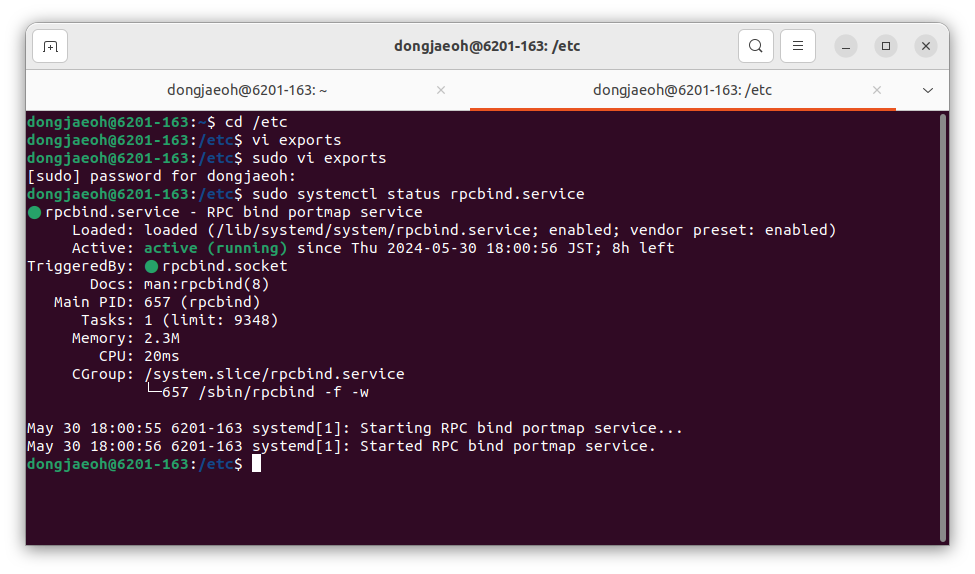 dongjaeoh@6201-163: /etc
dongjaeoh@6201-163: ~
dongjaeoh@6201-163: /etc
dongjaeoh@6201-163:~$ cd /etc
dongjaeoh@6201-163:/etc$ vi exports
dongjaeoh@6201-163:/etc$ sudo vi exports
[sudo] password for dongjaeoh:
dongjaeoh@6201-163:/etc$ sudo systemctl status rpcbind.service
● rpcbind.service - RPC bind portmap service
Loaded: loaded (/lib/systemd/system/rpcbind.service; enabled; vendor preset: enabled)
Active: active (running) since Thu 2024-05-30 18:00:56 JST; 8h left
TriggeredBy: ● rpcbind.socket
Docs: man:rpcbind(8)
Main PID: 657 (rpcbind)
Tasks: 1 (limit: 9348)
Memory: 2.3M
CPU: 20ms
CGroup: /system.slice/rpcbind.service
└─657 /sbin/rpcbind -f -w
May 30 18:00:55 6201-163 systemd[1]: Starting RPC bind portmap service...
May 30 18:00:56 6201-163 systemd[1]: Started RPC bind portmap service.
dongjaeoh@6201-163:/etc$